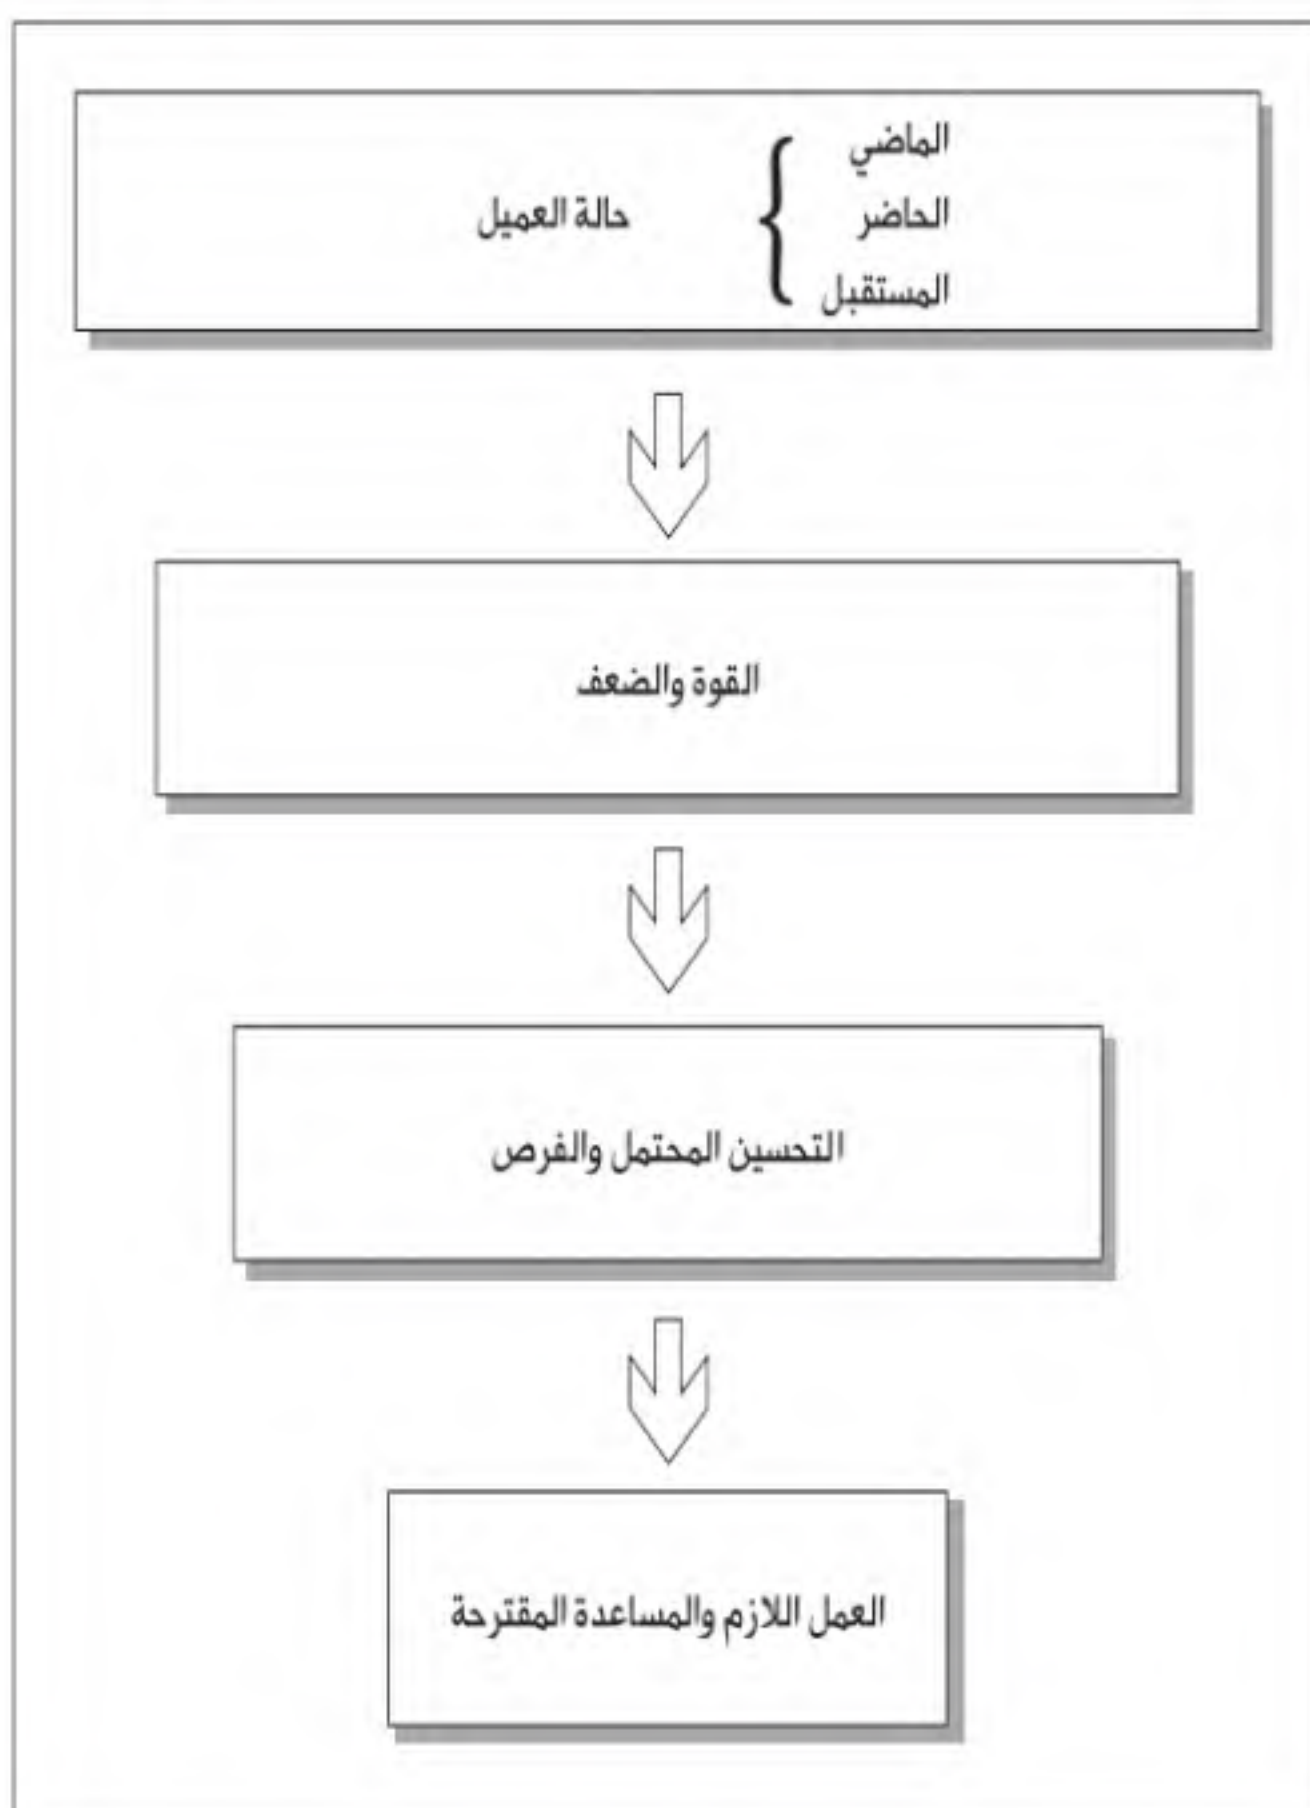 الماضي
حالة العميل { الحاضر
المستقبل
القوة والضعف
التحسين المحتمل والفرص
العمل اللازم والمساعدة المقترحة